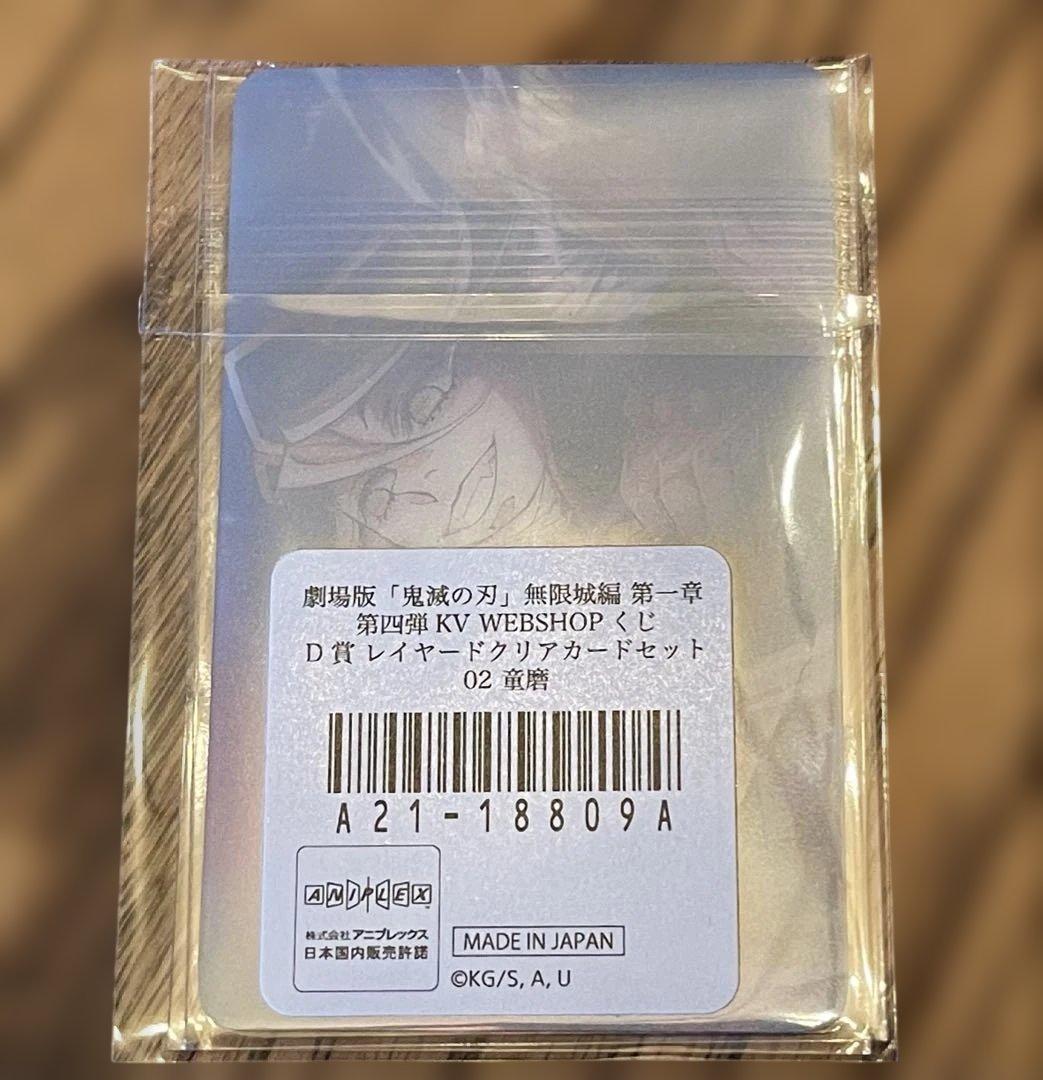 劇場版「鬼滅の刃」無限城編 第一章
第四弾 KV WEBSHOP くじ
D 賞 レイヤードクリアカードセット
02 童磨
A21-18809A
ANIPLEX
株式会社アニプレックス
日本国内販売許諾
MADE IN JAPAN
©KG/S, A, U